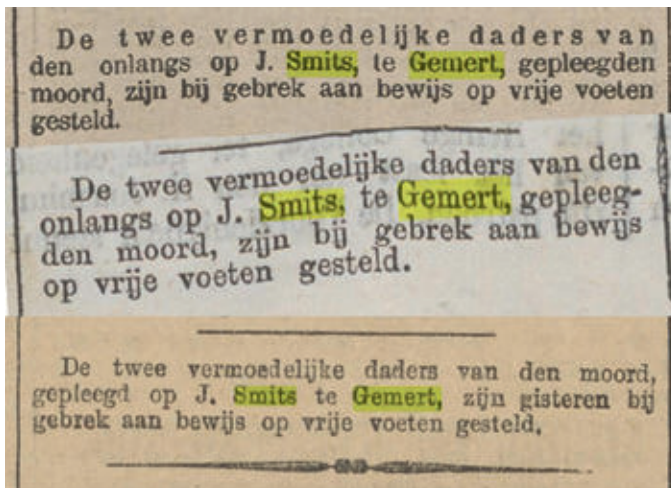 De twee vermoedelijke daders van
den onlangs op J. Smits, te Gemert, gepleegden
moord, zijn bij gebrek aan bewijs op vrije voeten
gesteld.
De twee vermoedelijke daders van den
onlangs op J. Smits, te Gemert, gepleeg-
den moord, zijn bij gebrek aan bewijs
op vrije voeten gesteld.
De twee vermoedelijke daders van den moord,
gepleegd op J. Smits te Gemert, zijn gisteren bij
gebrek aan bewijs op vrije voeten gesteld.